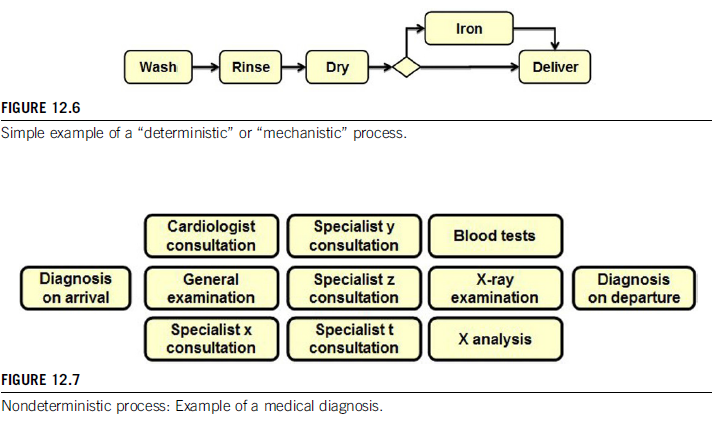 Iron
Wash
Rinse
Dry
Deliver
FIGURE 12.6
Simple example of a “deterministic” or “mechanistic” process.
Cardiologist
consultation
Specialist y
consultation
Blood tests
Diagnosis
on arrival
General
examination
Specialist z
consultation
X-ray
examination
Diagnosis
on departure
Specialist x
consultation
Specialist t
consultation
X analysis
FIGURE 12.7
Nondeterministic process: Example of a medical diagnosis.